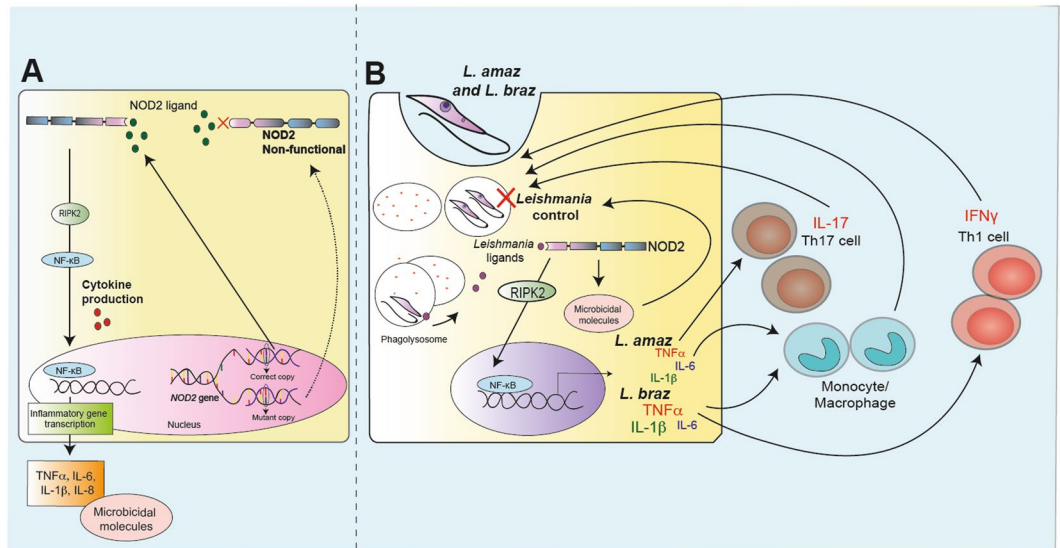 A
NOD2 ligand
NOD2
Non-functional
RIPK2
NF-κB
Cytokine
production
NF-κB
Correct copy
NOD2 gene
Mutant copy
Inflammatory gene
transcription
Nucleus
TNFα, IL-6,
IL-1β, IL-8
Microbicidal
molecules
B
L. amaz
and L. braz
Leishmania
control
Leishmania
ligands
NOD2
RIPK2
Microbicidal
molecules
Phagolysosome
L. amaz
TNFα
IL-6
IL-1β
NF-κB
L. braz
TNFα
IL-1β IL-6
IL-17
Th17 cell
IFNγ
Th1 cell
Monocyte/
Macrophage